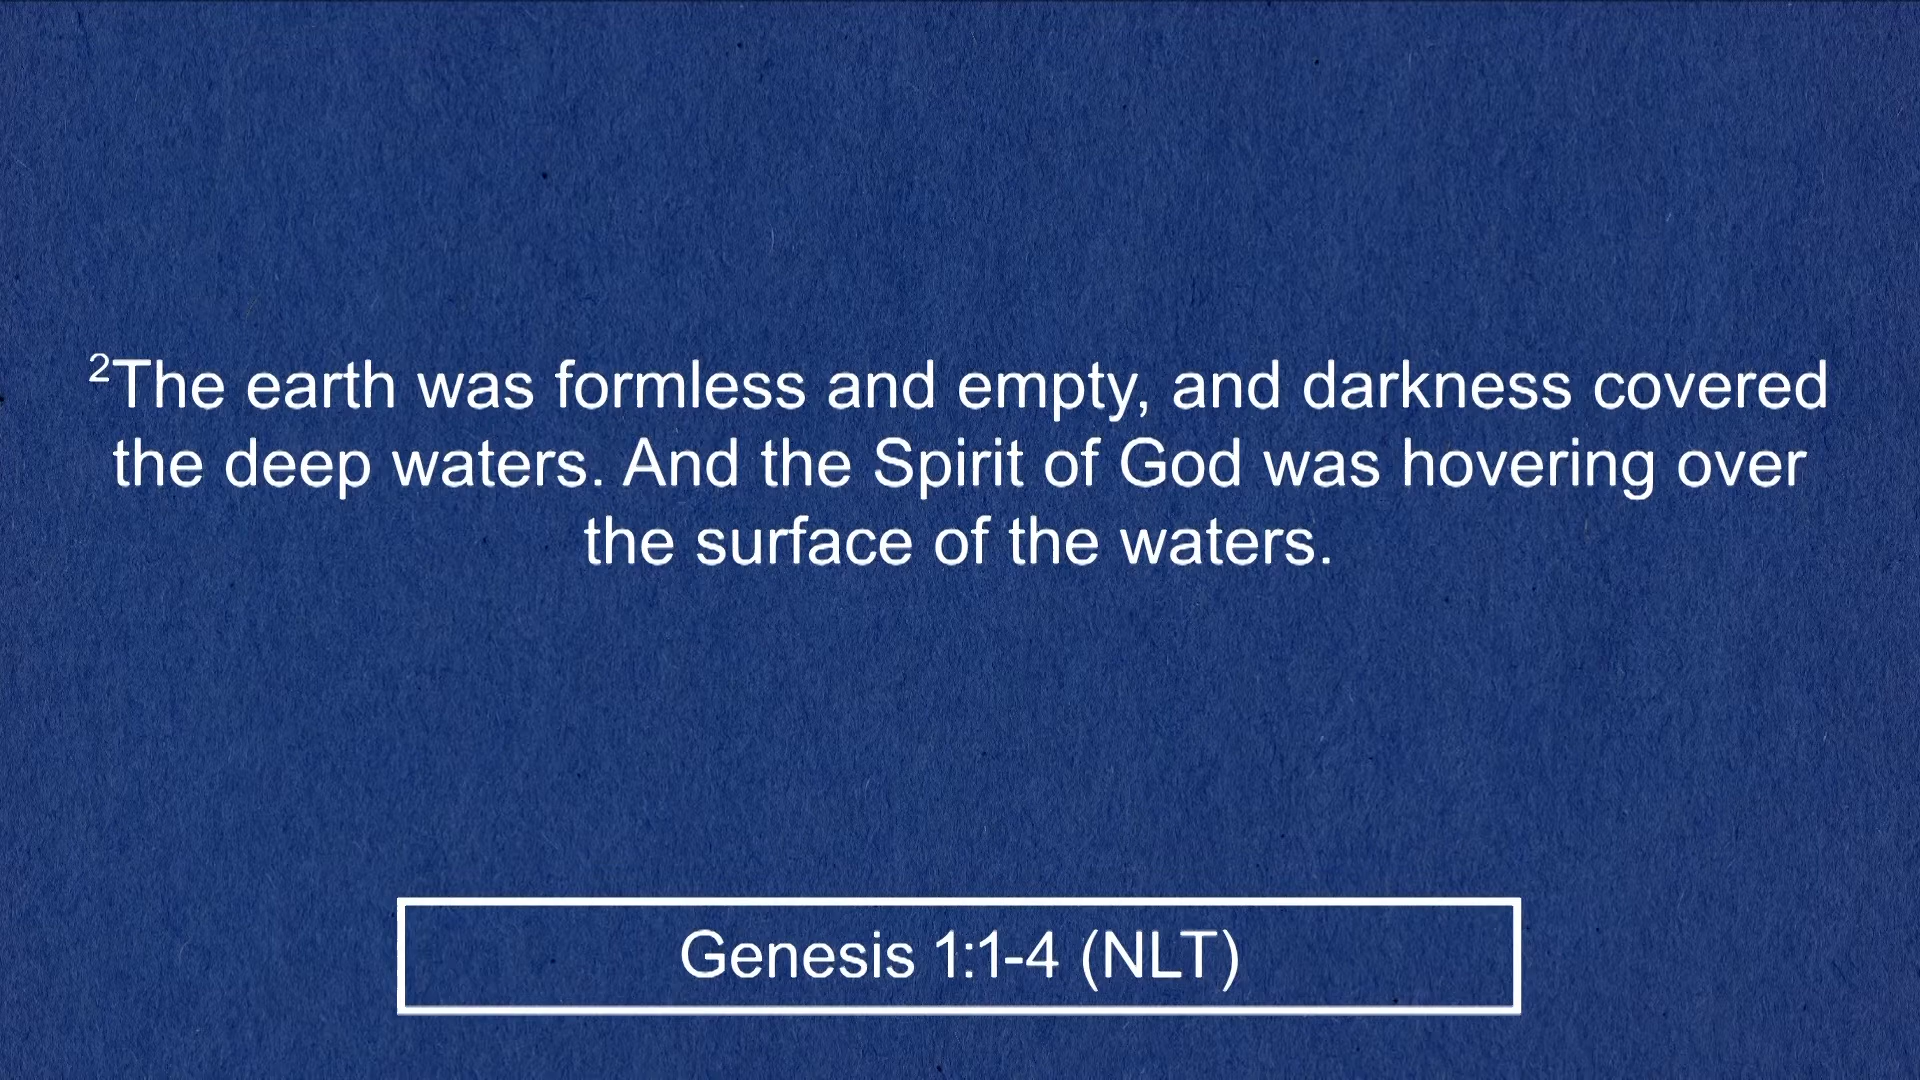 ²The earth was formless and empty, and darkness covered
the deep waters. And the Spirit of God was hovering over
the surface of the waters.
Genesis 1:1-4 (NLT)